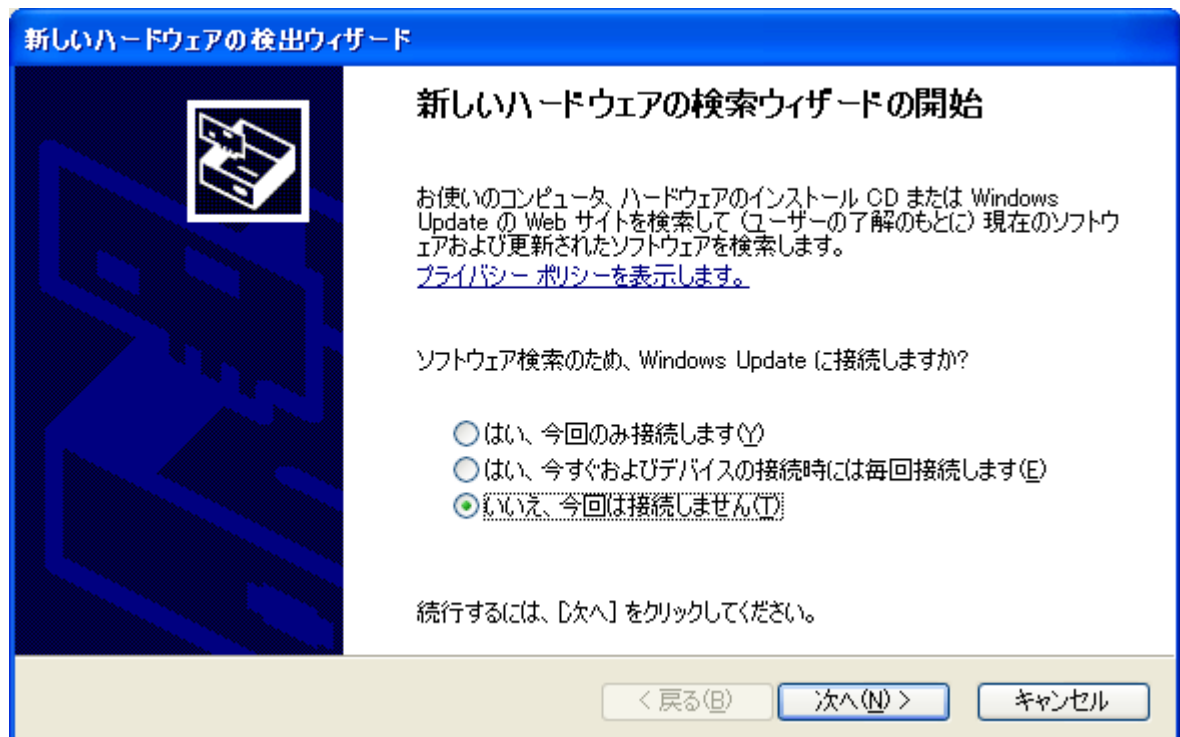 新しいハードウェアの検出ウィザード
新しいハードウェアの検索ウィザードの開始
お使いのコンピュータ、ハードウェアのインストール CD または Windows
Update の Web サイトを検索して (ユーザーの了解のもとに) 現在のソフトウ
ェアおよび更新されたソフトウェアを検索します。
プライバシー ポリシーを表示します。
ソフトウェア検索のため、Windows Update に接続しますか?
はい、今回のみ接続します(Y)
はい、今すぐおよびデバイスの接続時には毎回接続します(E)
いいえ、今回は接続しません(T)
続行するには、[次へ] をクリックしてください。
< 戻る(B) 次へ(N) > キャンセル